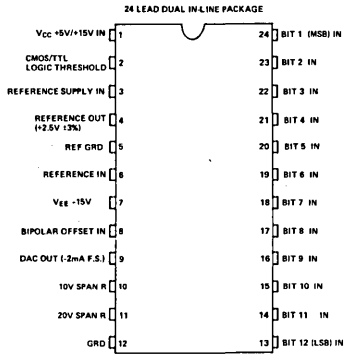 24 LEAD DUAL IN-LINE PACKAGE
VCC +5V/+15V IN 1
CMOS/TTL
LOGIC THRESHOLD 2
REFERENCE SUPPLY IN 3
REFERENCE OUT
(+2.5V ±3%) 4
REF GRD 5
REFERENCE IN 6
VEE -15V 7
BIPOLAR OFFSET IN 8
DAC OUT (-2mA F.S.) 9
10V SPAN R 10
20V SPAN R 11
GRD 12
24 BIT 1 (MSB) IN
23 BIT 2 IN
22 BIT 3 IN
21 BIT 4 IN
20 BIT 5 IN
19 BIT 6 IN
18 BIT 7 IN
17 BIT 8 IN
16 BIT 9 IN
15 BIT 10 IN
14 BIT 11 IN
13 BIT 12 (LSB) IN